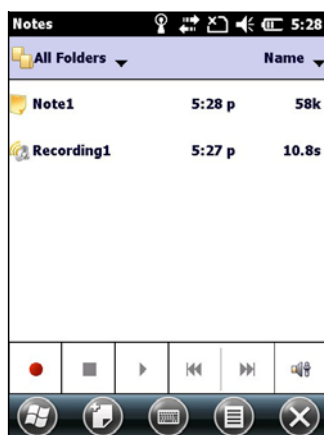 Notes 5:28
All Folders Name
Note1 5:28 p 58k
Recording1 5:27 p 10.8s